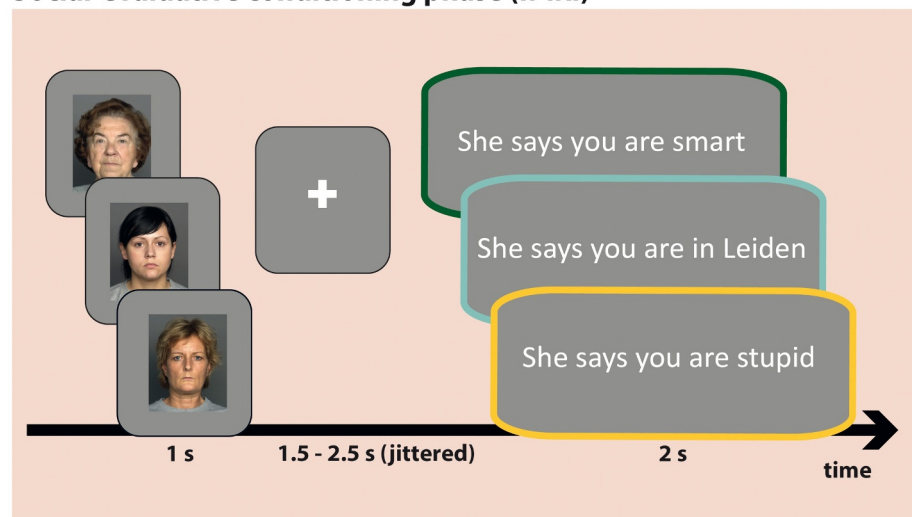 She says you are smart
She says you are in Leiden
She says you are stupid
1 s
1.5 - 2.5 s (jittered)
2 s
time